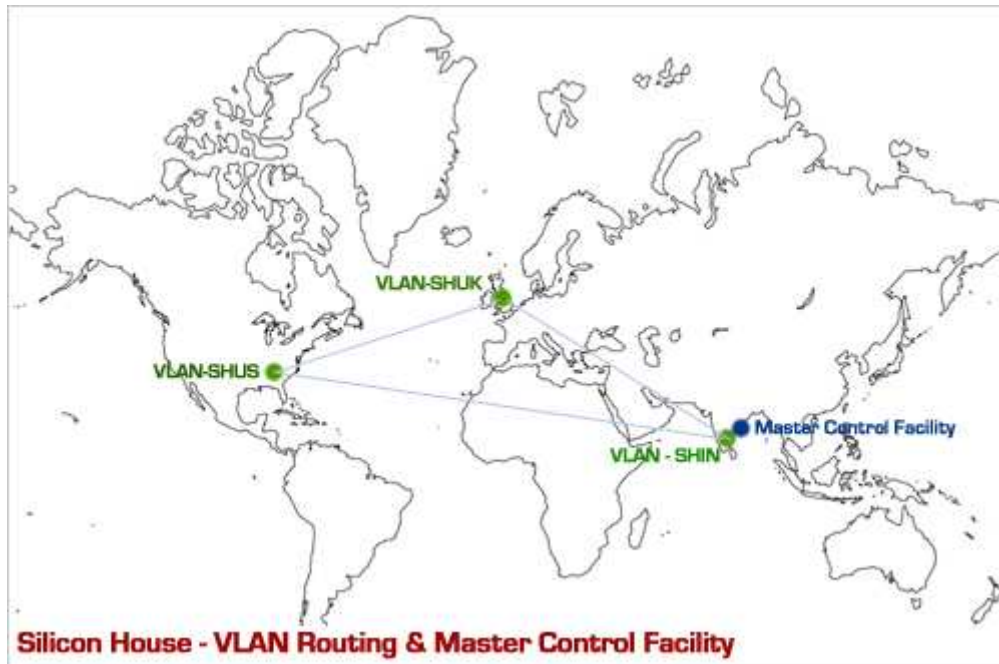 VLAN-SHUK
VLAN-SHUS
Master Control Facility
VLAN - SHIN
Silicon House - VLAN Routing & Master Control Facility